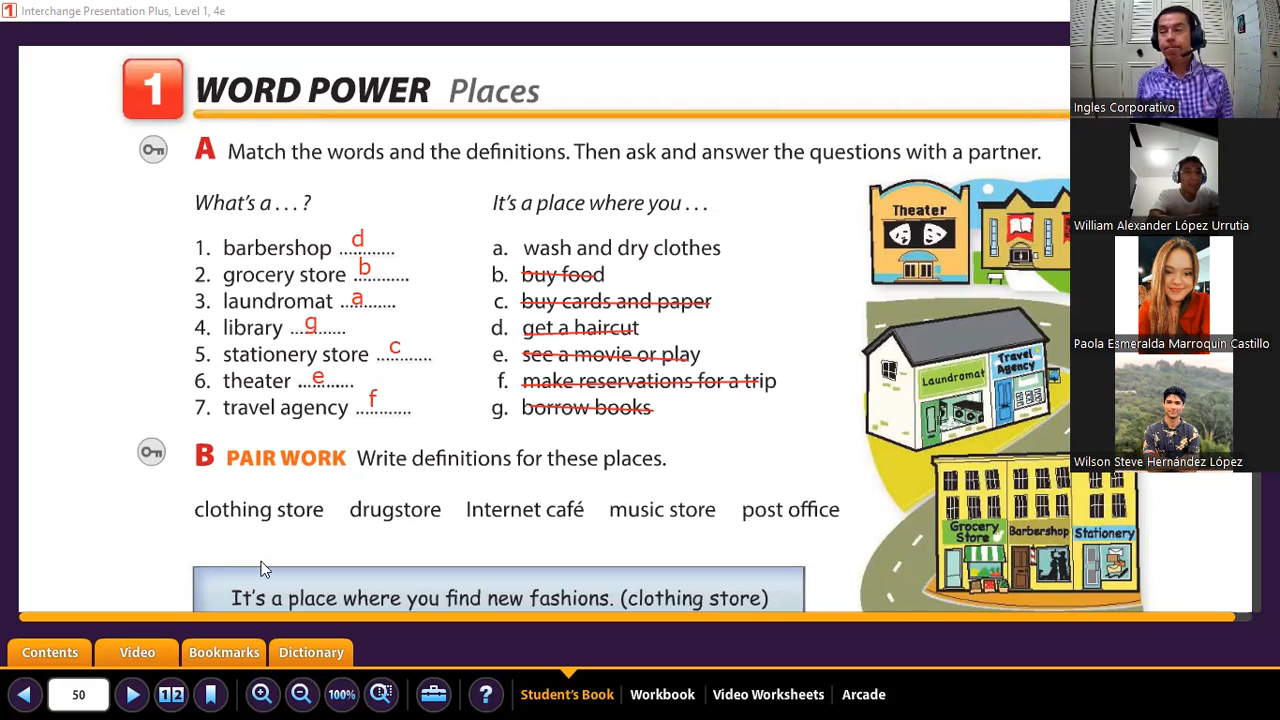 1 Interchange Presentation Plus, Level 1, 4e
1 WORD POWER Places
A Match the words and the definitions. Then ask and answer the questions with a partner.
What's a . . . ?
1. barbershop ............ d
2. grocery store ............ b
3. laundromat ............ a
4. library ............ g
5. stationery store ............ c
6. theater ............ e
7. travel agency ............ f
It's a place where you . . .
a. wash and dry clothes
b. buy food
c. buy cards and paper
d. get a haircut
e. see a movie or play
f. make reservations for a trip
g. borrow books
B PAIR WORK Write definitions for these places.
clothing store drugstore Internet café music store post office
It's a place where you find new fashions. (clothing store)
Theater
Laundromat
Travel
Agency
Grocery
Store
Barbershop
Stationery
Ingles Corporativo
William Alexander López Urrutia
Paola Esmeralda Marroquin Castillo
Wilson Steve Hernández López
Contents Video Bookmarks Dictionary
50 1 2 100% ? Student's Book Workbook Video Worksheets Arcade